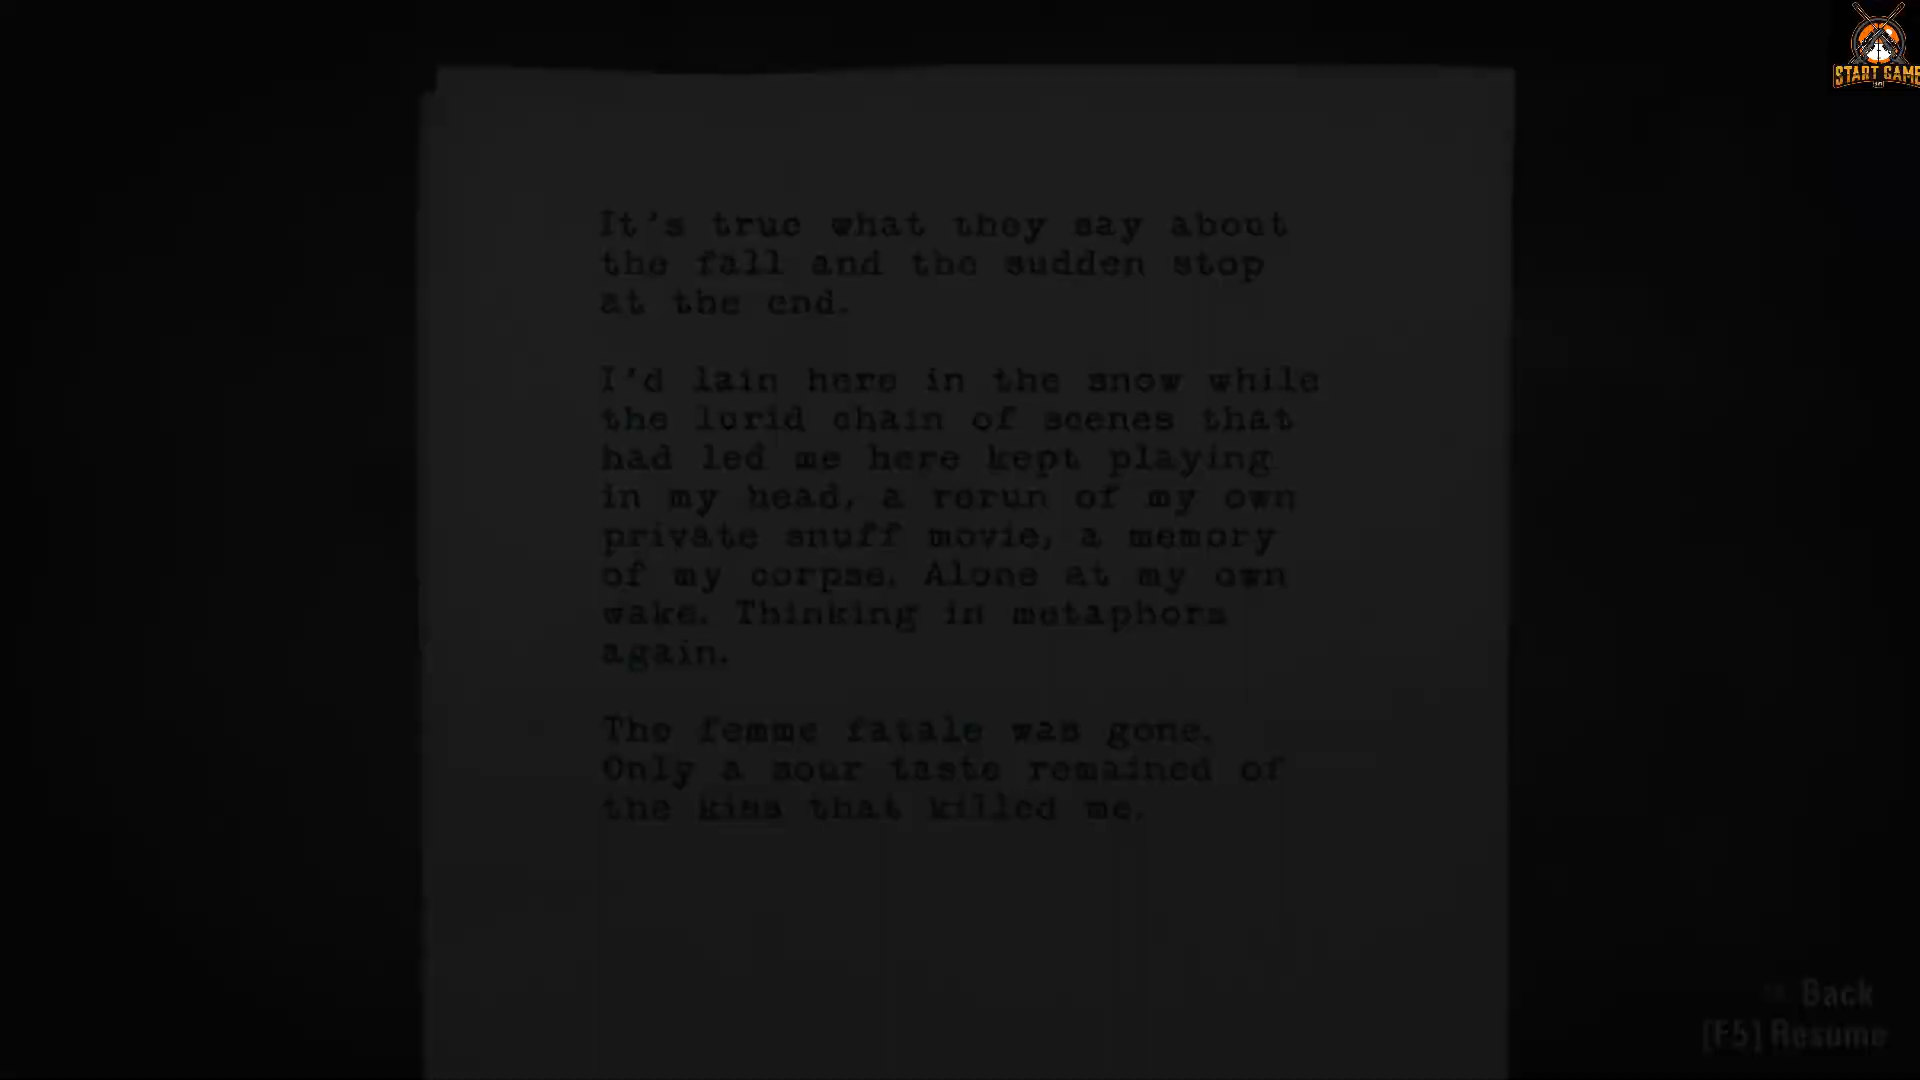 START GAME
It's true what they say about
the fall and the sudden stop
at the end.
I'd lain here in the snow while
the lurid chain of scenes that
had led me here kept playing
in my head, a rerun of my own
private snuff movie, a memory
of my corpse. Alone at my own
wake. Thinking in metaphors
again.
The femme fatale was gone.
Only a sour taste remained of
the kiss that killed me.
Back
[F5] Resume